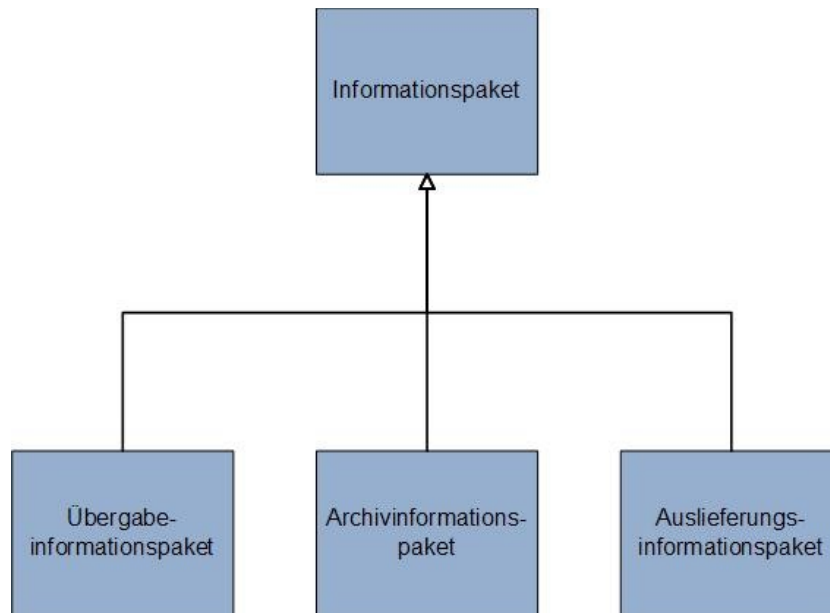 Informationspaket
Übergabe-
informationspaket
Archivinformations-
paket
Auslieferungs-
informationspaket